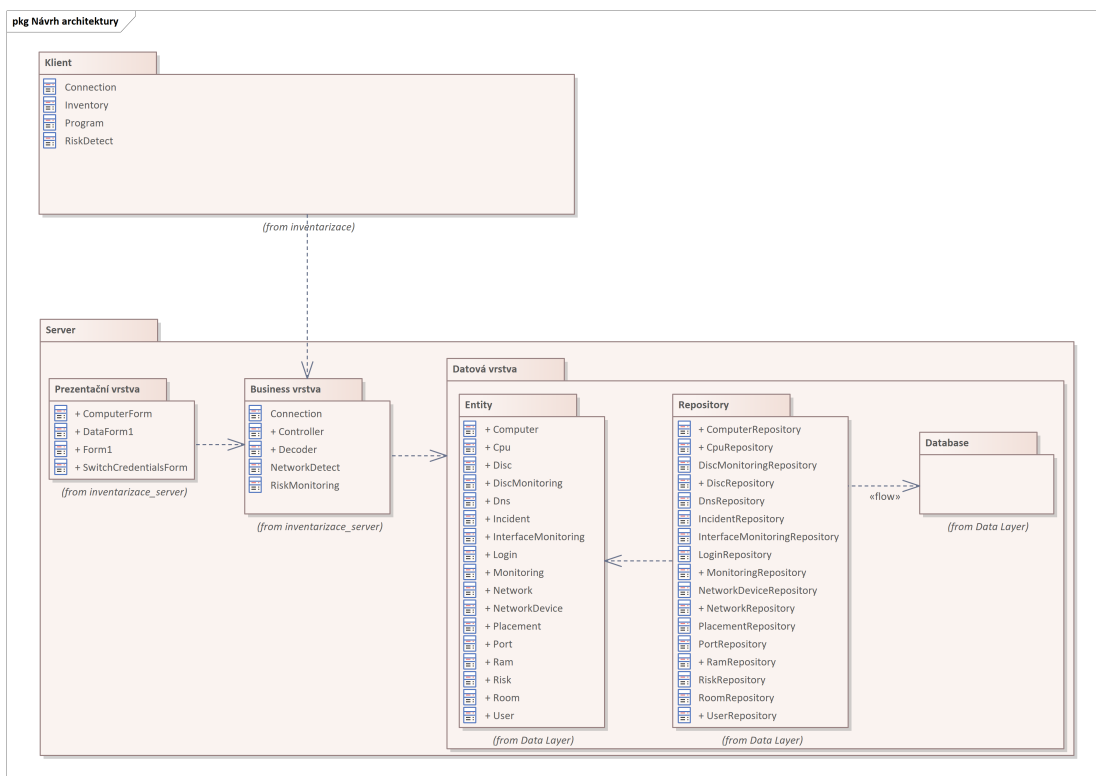 pkg Návrh architektury
Klient
Connection
Inventory
Program
RiskDetect
(from inventarizace)
Server
Prezentační vrstva
+ ComputerForm
+ DataForm1
+ Form1
+ SwitchCredentialsForm
(from inventarizace_server)
Business vrstva
Connection
+ Controller
+ Decoder
NetworkDetect
RiskMonitoring
(from inventarizace_server)
Datová vrstva
Entity
+ Computer
+ Cpu
+ Disc
+ DiscMonitoring
+ Dns
+ Incident
+ InterfaceMonitoring
+ Login
+ Monitoring
+ Network
+ NetworkDevice
+ Placement
+ Port
+ Ram
+ Risk
+ Room
+ User
(from Data Layer)
Repository
+ ComputerRepository
+ CpuRepository
DiscMonitoringRepository
+ DiscRepository
DnsRepository
IncidentRepository
InterfaceMonitoringRepository
LoginRepository
+ MonitoringRepository
NetworkDeviceRepository
+ NetworkRepository
PlacementRepository
PortRepository
+ RamRepository
RiskRepository
RoomRepository
+ UserRepository
(from Data Layer)
«flow»
Database
(from Data Layer)